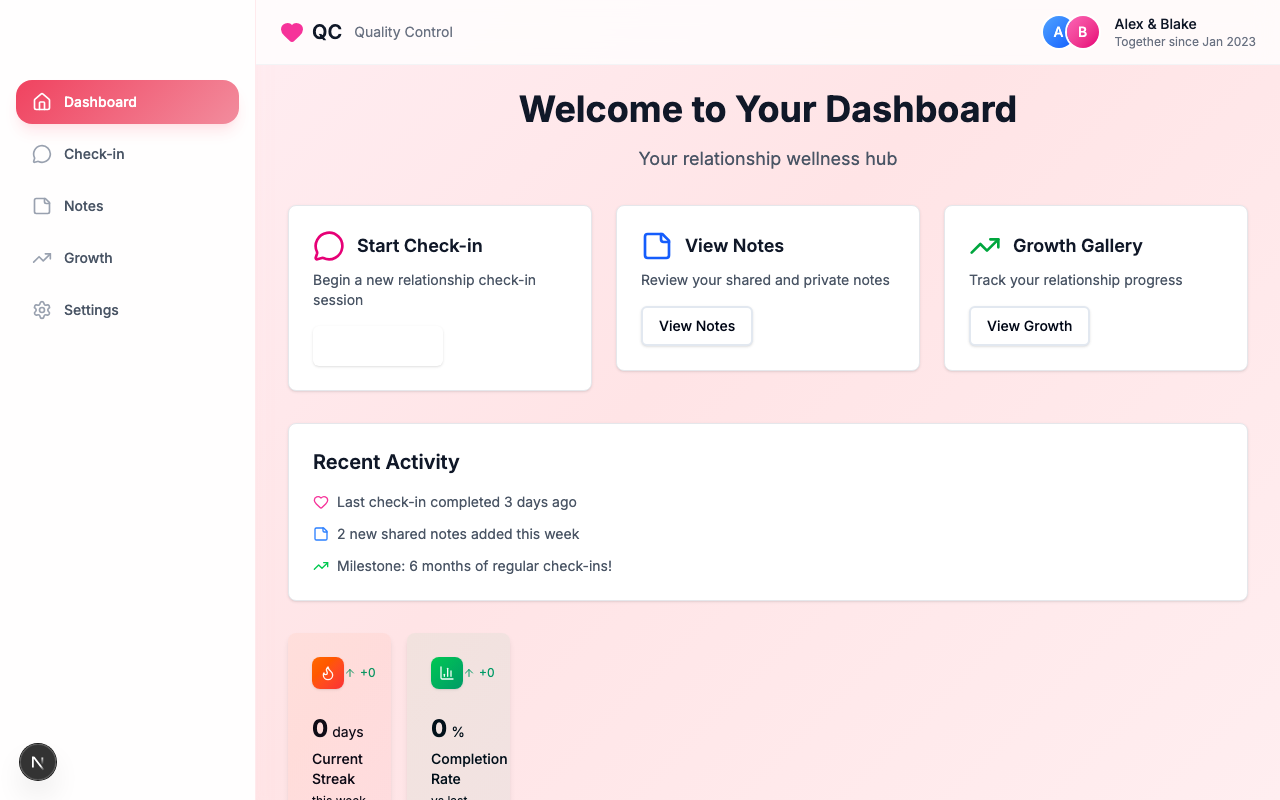 QC Quality Control
A B Alex & Blake
Together since Jan 2023
Dashboard
Check-in
Notes
Growth
Settings
Welcome to Your Dashboard
Your relationship wellness hub
Start Check-in
Begin a new relationship check-in
session
View Notes
Review your shared and private notes
View Notes
Growth Gallery
Track your relationship progress
View Growth
Recent Activity
Last check-in completed 3 days ago
2 new shared notes added this week
Milestone: 6 months of regular check-ins!
↑ +0
0 days
Current
Streak
this week
↑ +0
0 %
Completion
Rate
vs last
N